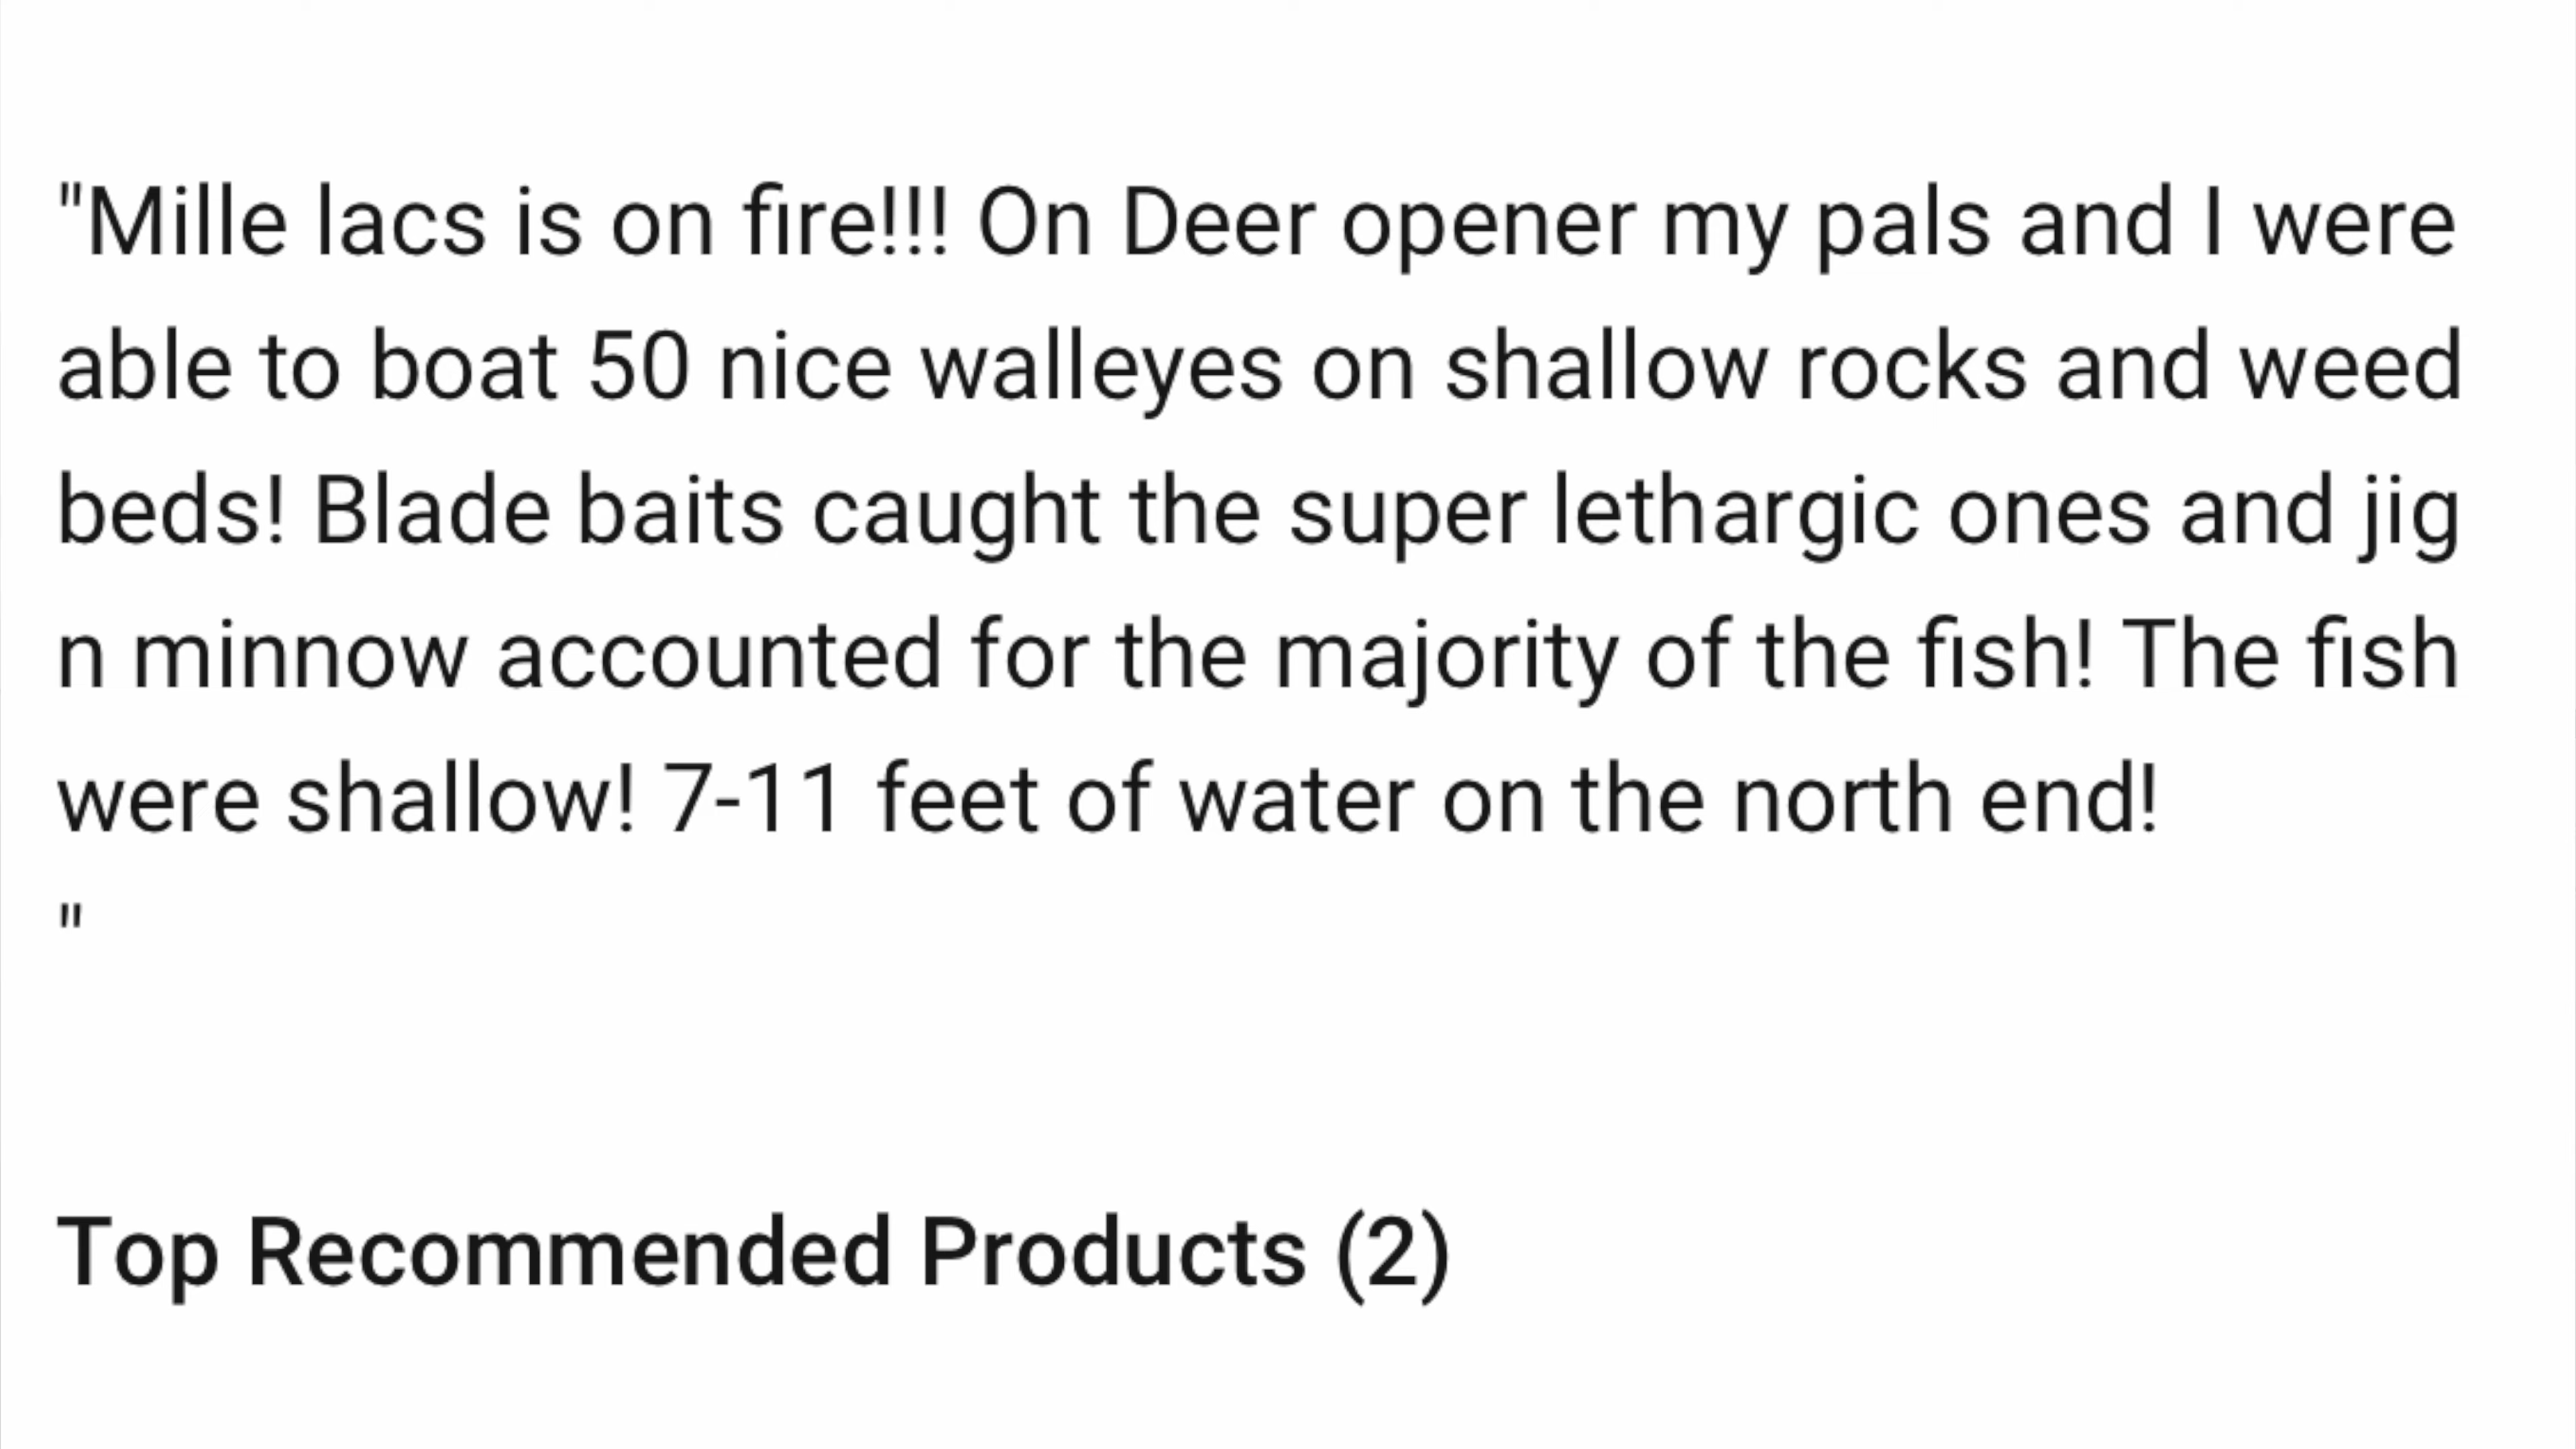 "Mille lacs is on fire!!! On Deer opener my pals and I were
able to boat 50 nice walleyes on shallow rocks and weed
beds! Blade baits caught the super lethargic ones and jig
n minnow accounted for the majority of the fish! The fish
were shallow! 7-11 feet of water on the north end!
"
Top Recommended Products (2)